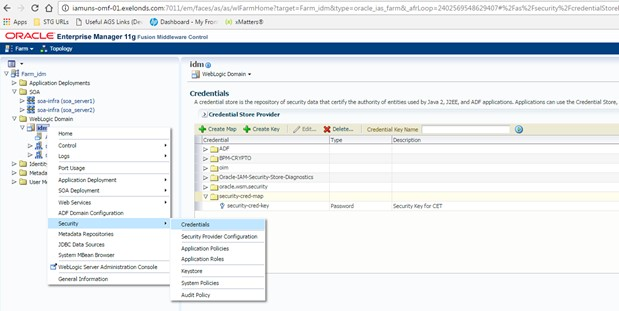 iamuns-omf-01.exelonds.com:7011/em/faces/as/as/wlFarmHome?target=Farm_idm&type=oracle_ias_farm&_afrLoop=2402569548629407#%2Fas%2Fsecurity%2FcredentialStore
Apps Bookmarks STG URLS Useful AGS Links (De HP Dashboard - My Fron xMatters®
ORACLE Enterprise Manager 11g Fusion Middleware Control
Farm Topology
Farm_idm
Application Deployments
SOA
soa-infra (soa_server1)
soa-infra (soa_server2)
WebLogic Domain
idm
Identity
Metada
User M
Home
Control
Logs
Port Usage
Application Deployment
SOA Deployment
Web Services
ADF Domain Configuration
Security
Metadata Repositories
JDBC Data Sources
System MBean Browser
WebLogic Server Administration Console
General Information
Credentials
Security Provider Configuration
Application Policies
Application Roles
Keystore
System Policies
Audit Policy
idm
WebLogic Domain
Credentials
A credential store is the repository of security data that certify the authority of entities used by Java 2, J2EE, and ADF applications. Applications can use the Credential Store,
Credential Store Provider
Create Map Create Key Edit... Delete... Credential Key Name
Credential Type Description
ADF
BPM-CRYPTO
oim
Oracle-IAM-Security-Store-Diagnostics
oracle.wsm.security
security-cred-map
security-cred-key Password Security Key for CET